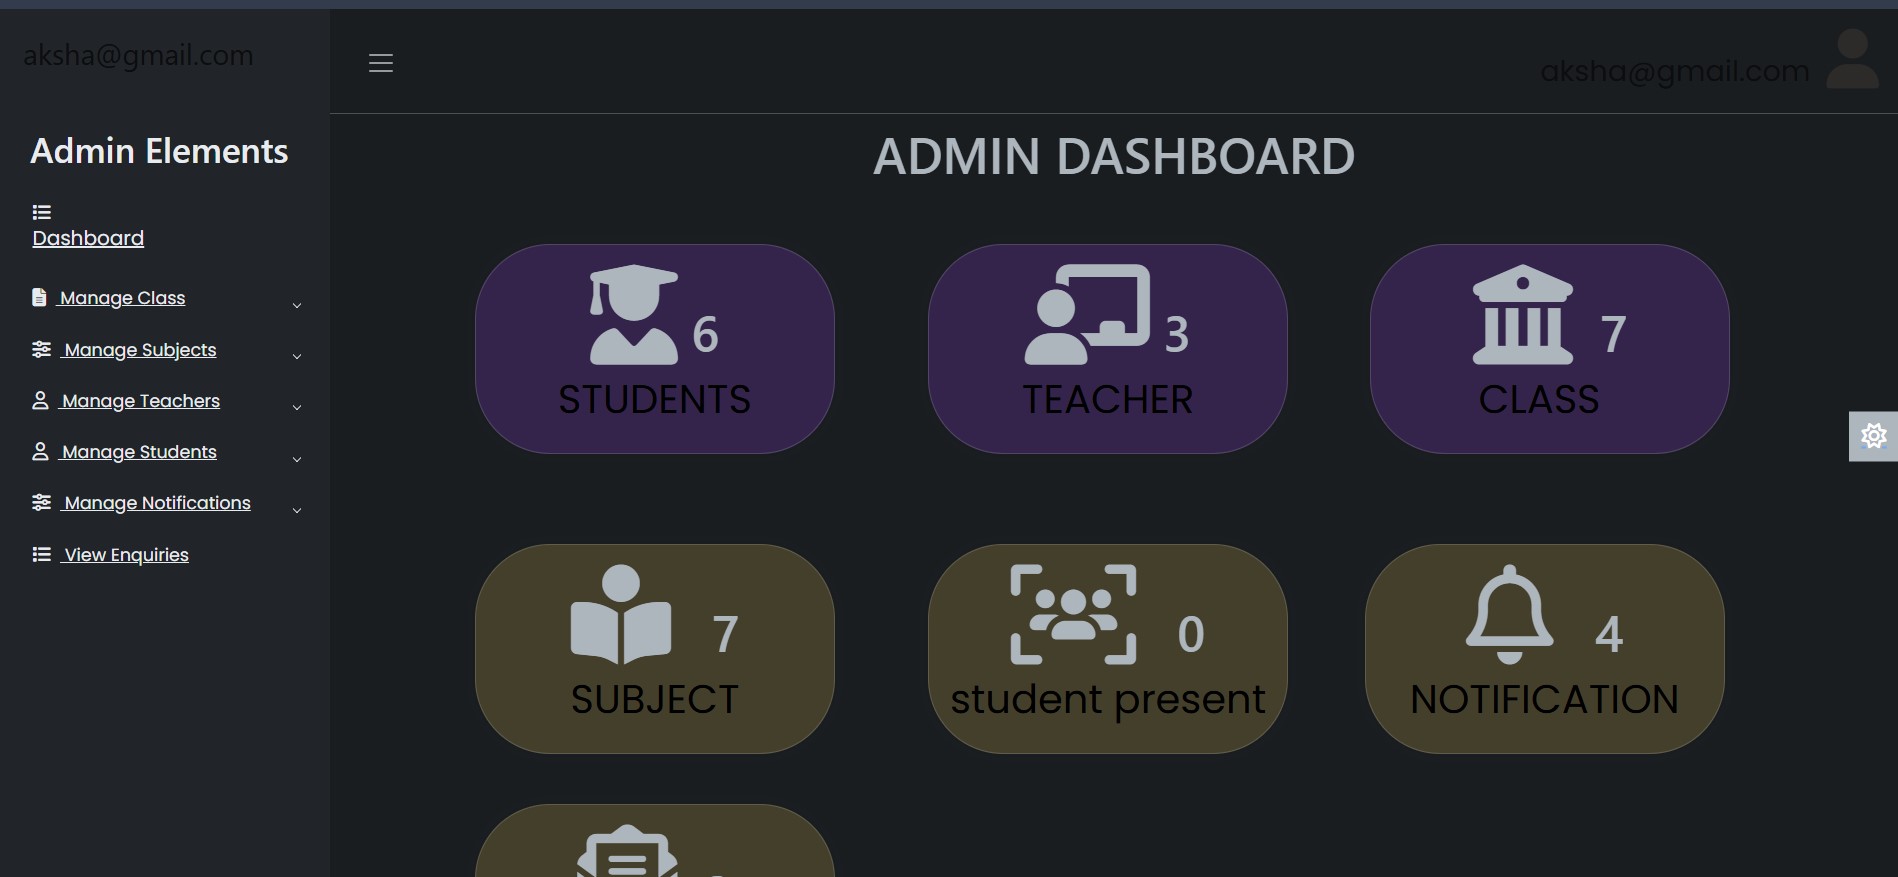 aksha@gmail.com
aksha@gmail.com
Admin Elements
Dashboard
Manage Class
Manage Subjects
Manage Teachers
Manage Students
Manage Notifications
View Enquiries
ADMIN DASHBOARD
6
STUDENTS
3
TEACHER
7
CLASS
7
SUBJECT
0
student present
4
NOTIFICATION